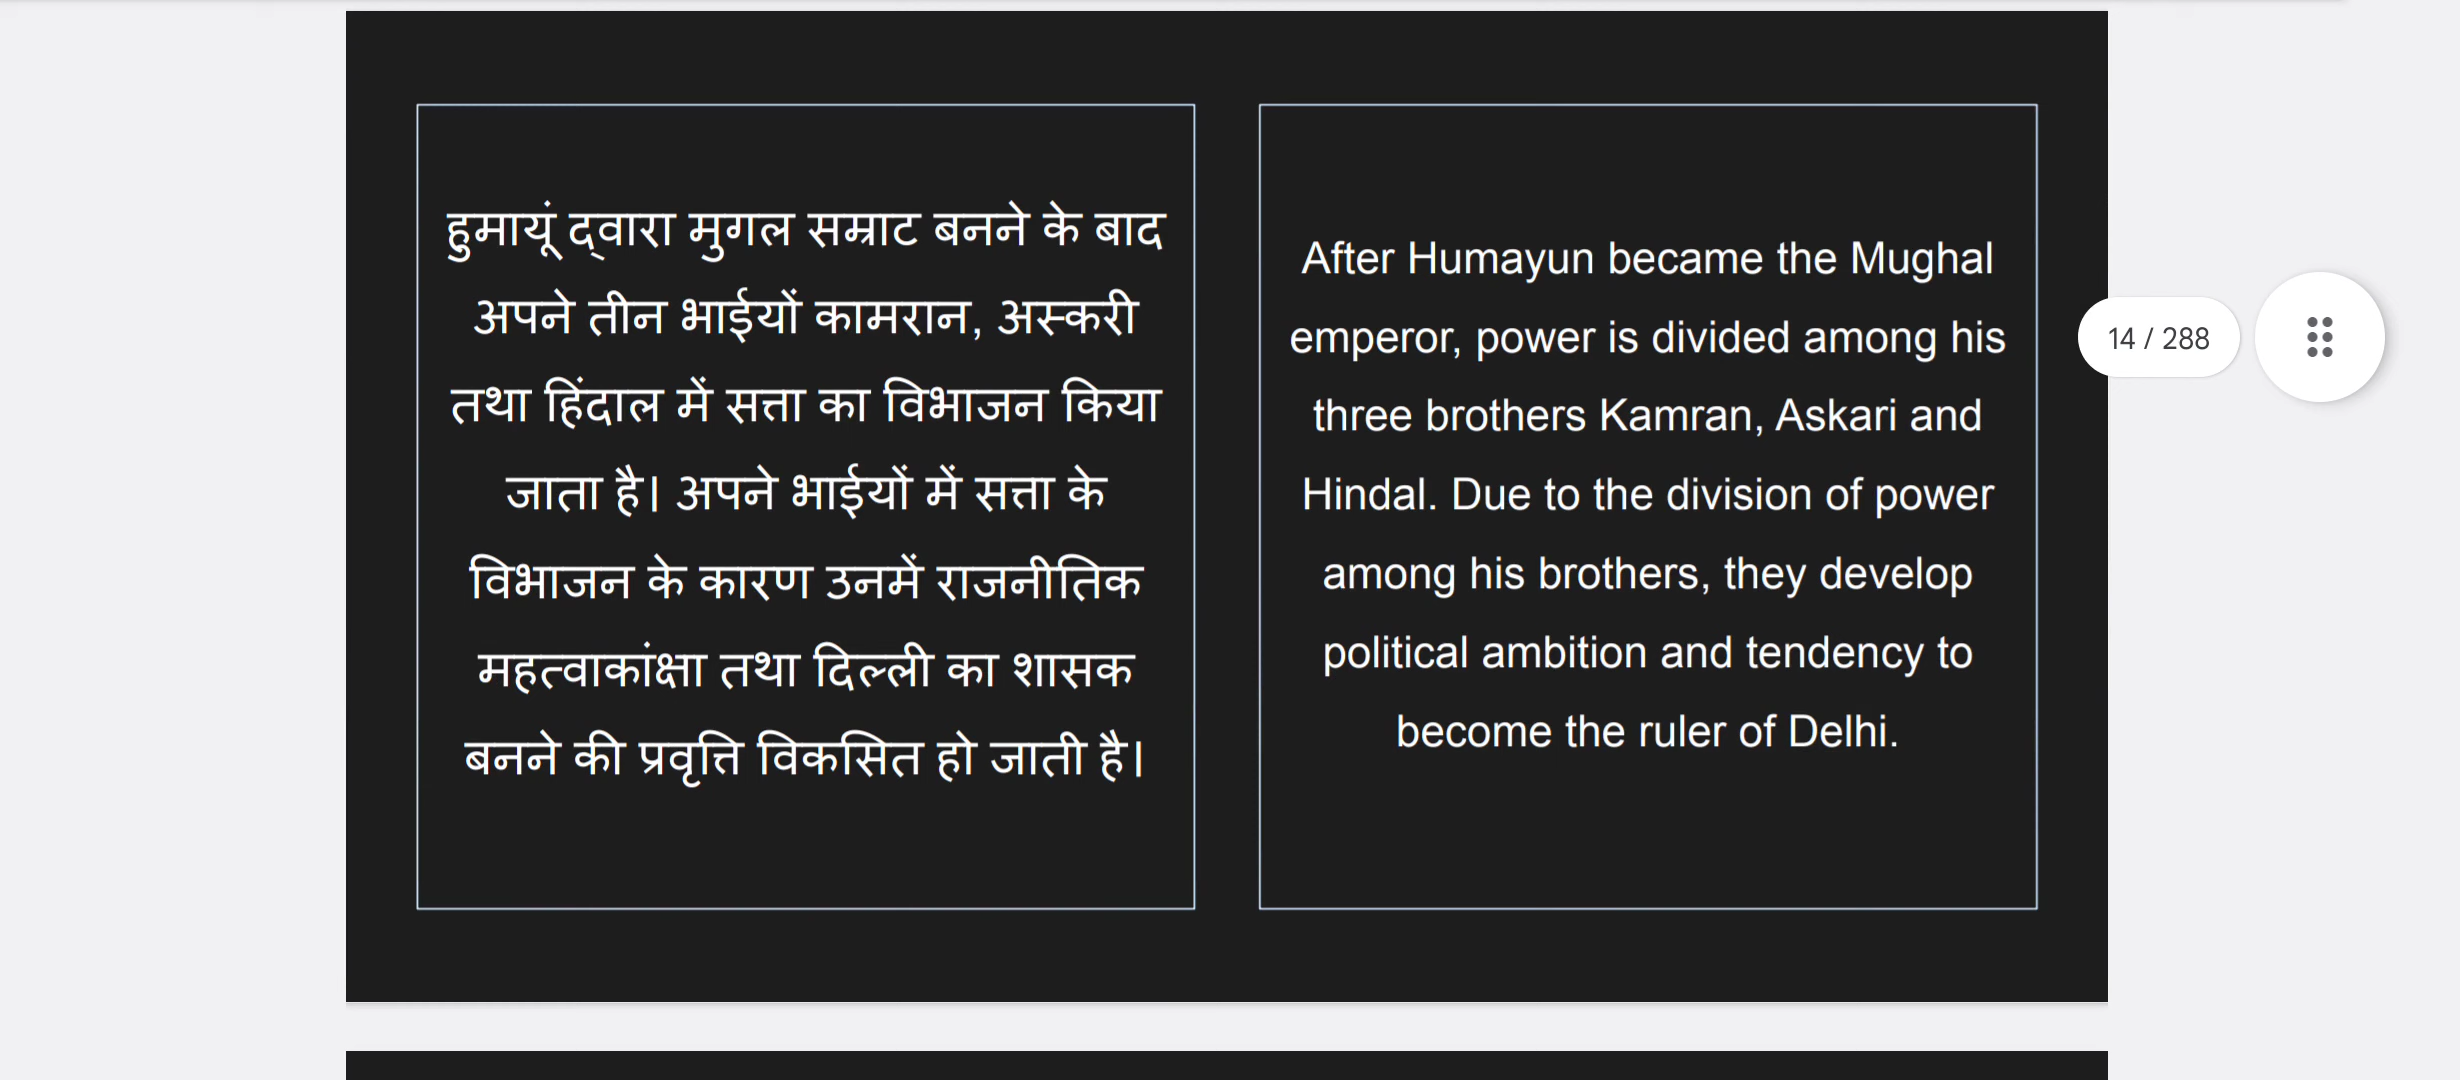 हुमायूं द्वारा मुगल सम्राट बनने के बाद
अपने तीन भाईयों कामरान, अस्करी
तथा हिंदाल में सत्ता का विभाजन किया
जाता है। अपने भाईयों में सत्ता के
विभाजन के कारण उनमें राजनीतिक
महत्वाकांक्षा तथा दिल्ली का शासक
बनने की प्रवृत्ति विकसित हो जाती है।
After Humayun became the Mughal
emperor, power is divided among his
three brothers Kamran, Askari and
Hindal. Due to the division of power
among his brothers, they develop
political ambition and tendency to
become the ruler of Delhi.
14 / 288